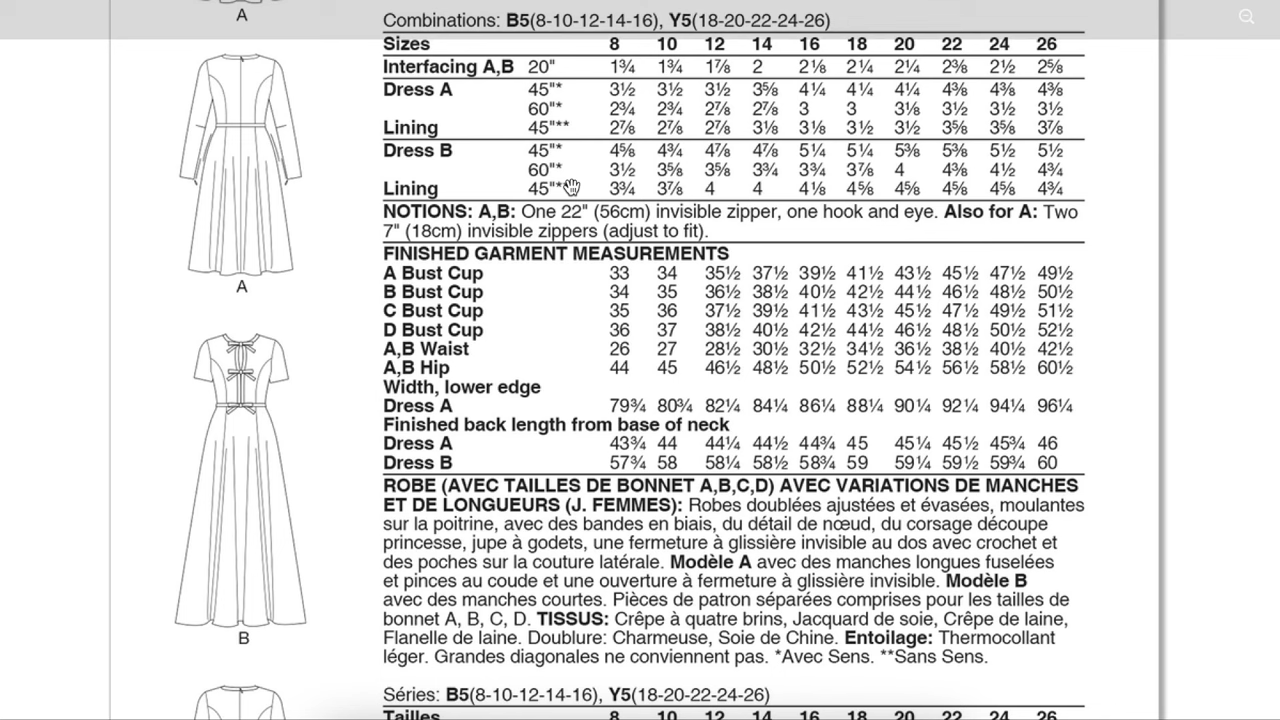 A
Combinations: B5(8-10-12-14-16), Y5(18-20-22-24-26)
Sizes 8 10 12 14 16 18 20 22 24 26
Interfacing A,B 20" 1¾ 1¾ 1⅞ 2 2⅛ 2¼ 2¼ 2⅜ 2½ 2⅝
Dress A 45"* 3½ 3½ 3½ 3⅝ 4¼ 4¼ 4¼ 4⅜ 4⅜ 4⅜
60"* 2¾ 2¾ 2⅞ 2⅞ 3 3 3⅛ 3½ 3½ 3½
Lining 45"** 2⅞ 2⅞ 2⅞ 3⅛ 3⅛ 3½ 3½ 3⅝ 3⅝ 3⅞
Dress B 45"* 4⅝ 4¾ 4⅞ 4⅞ 5¼ 5¼ 5⅜ 5⅜ 5½ 5½
60"* 3½ 3⅝ 3⅝ 3¾ 3¾ 3⅞ 4 4⅜ 4½ 4¾
Lining 45"** 3¾ 3⅞ 4 4 4⅛ 4⅝ 4⅝ 4⅝ 4⅝ 4¾
NOTIONS: A,B: One 22" (56cm) invisible zipper, one hook and eye. Also for A: Two
7" (18cm) invisible zippers (adjust to fit).
FINISHED GARMENT MEASUREMENTS
A Bust Cup 33 34 35½ 37½ 39½ 41½ 43½ 45½ 47½ 49½
B Bust Cup 34 35 36½ 38½ 40½ 42½ 44½ 46½ 48½ 50½
C Bust Cup 35 36 37½ 39½ 41½ 43½ 45½ 47½ 49½ 51½
D Bust Cup 36 37 38½ 40½ 42½ 44½ 46½ 48½ 50½ 52½
A,B Waist 26 27 28½ 30½ 32½ 34½ 36½ 38½ 40½ 42½
A,B Hip 44 45 46½ 48½ 50½ 52½ 54½ 56½ 58½ 60½
Width, lower edge
Dress A 79¾ 80¾ 82¼ 84¼ 86¼ 88¼ 90¼ 92¼ 94¼ 96¼
Finished back length from base of neck
Dress A 43¾ 44 44¼ 44½ 44¾ 45 45¼ 45½ 45¾ 46
Dress B 57¾ 58 58¼ 58½ 58¾ 59 59¼ 59½ 59¾ 60
ROBE (AVEC TAILLES DE BONNET A,B,C,D) AVEC VARIATIONS DE MANCHES
ET DE LONGUEURS (J. FEMMES): Robes doublées ajustées et évasées, moulantes
sur la poitrine, avec des bandes en biais, du détail de nœud, du corsage découpe
princesse, jupe à godets, une fermeture à glissière invisible au dos avec crochet et
des poches sur la couture latérale. Modèle A avec des manches longues fuselées
et pinces au coude et une ouverture à fermeture à glissière invisible. Modèle B
avec des manches courtes. Pièces de patron séparées comprises pour les tailles de
bonnet A, B, C, D. TISSUS: Crêpe à quatre brins, Jacquard de soie, Crêpe de laine,
Flanelle de laine. Doublure: Charmeuse, Soie de Chine. Entoilage: Thermocollant
léger. Grandes diagonales ne conviennent pas. *Avec Sens. **Sans Sens.
Séries: B5(8-10-12-14-16), Y5(18-20-22-24-26)
Tailles 8 10 12 14 16 18 20 22 24 26
A
B